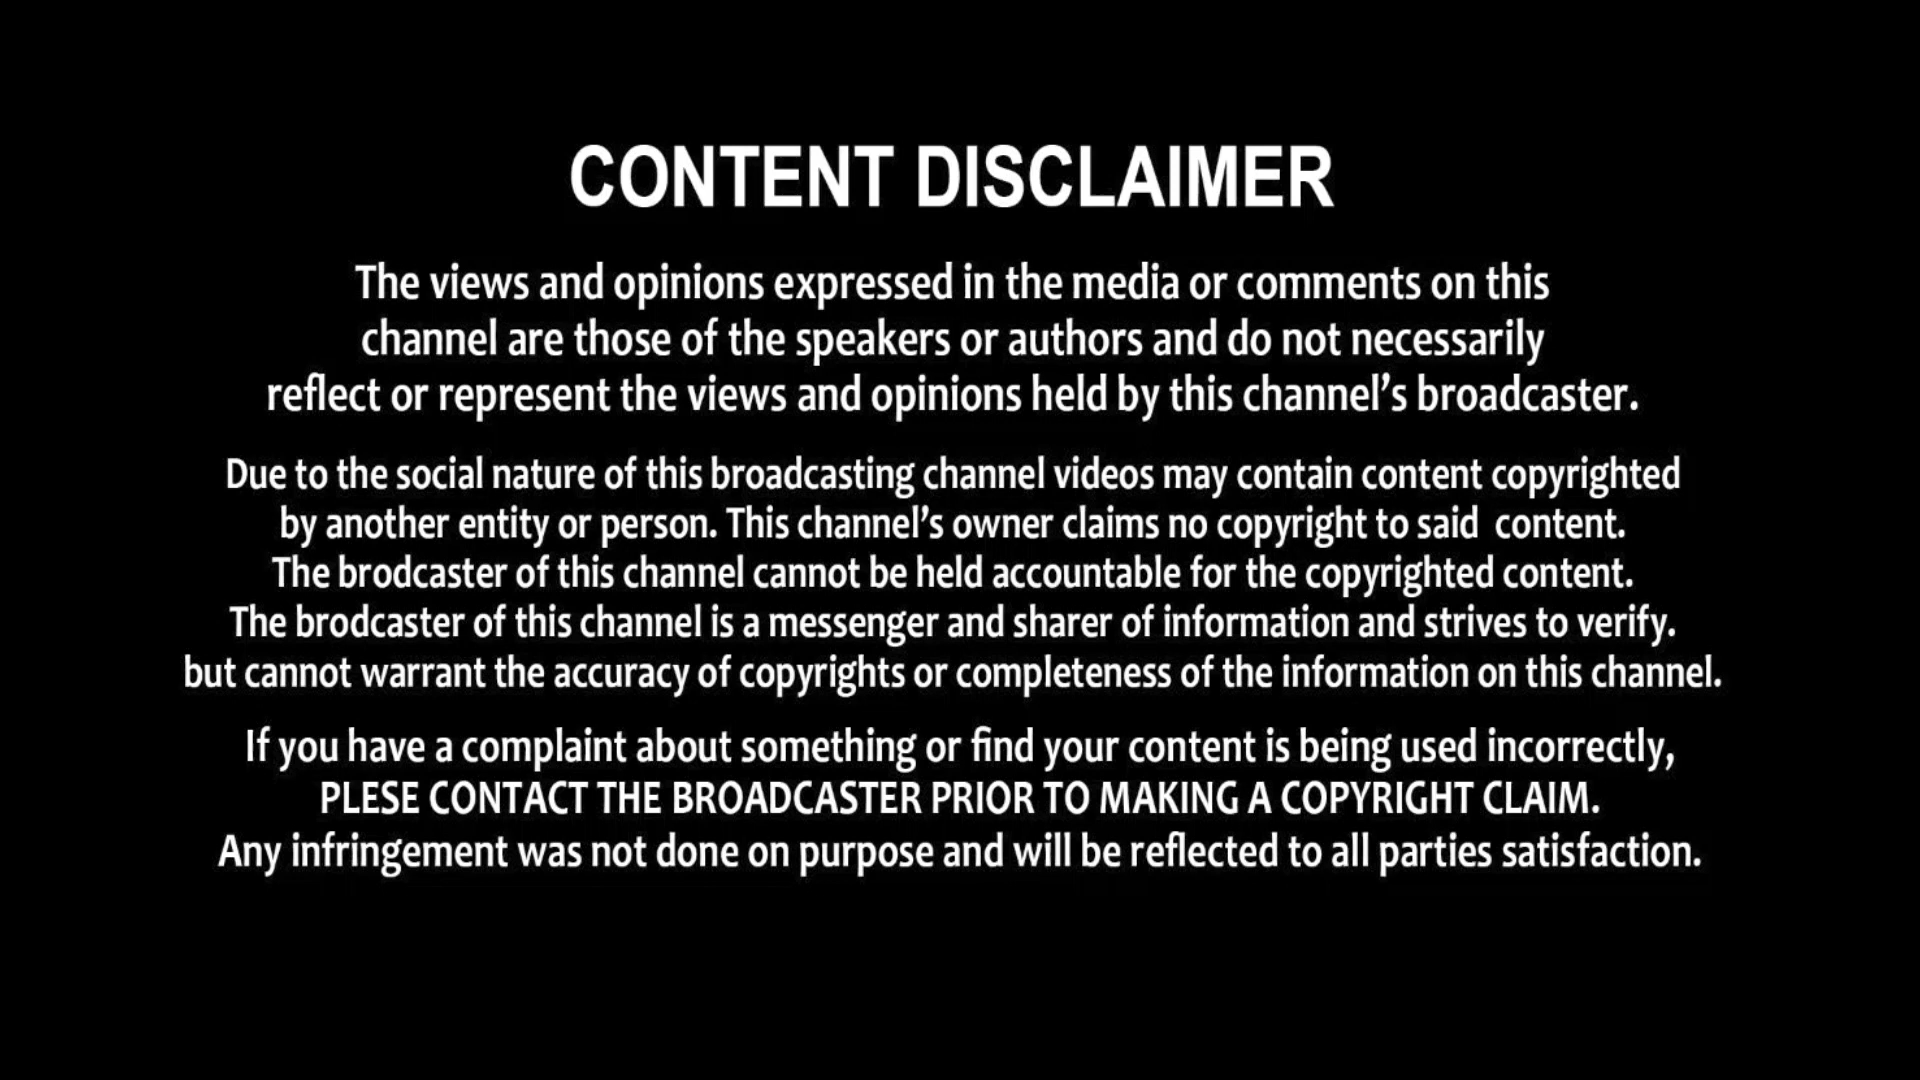 CONTENT DISCLAIMER
The views and opinions expressed in the media or comments on this
channel are those of the speakers or authors and do not necessarily
reflect or represent the views and opinions held by this channel’s broadcaster.
Due to the social nature of this broadcasting channel videos may contain content copyrighted
by another entity or person. This channel’s owner claims no copyright to said content.
The brodcaster of this channel cannot be held accountable for the copyrighted content.
The brodcaster of this channel is a messenger and sharer of information and strives to verify.
but cannot warrant the accuracy of copyrights or completeness of the information on this channel.
If you have a complaint about something or find your content is being used incorrectly,
PLESE CONTACT THE BROADCASTER PRIOR TO MAKING A COPYRIGHT CLAIM.
Any infringement was not done on purpose and will be reflected to all parties satisfaction.